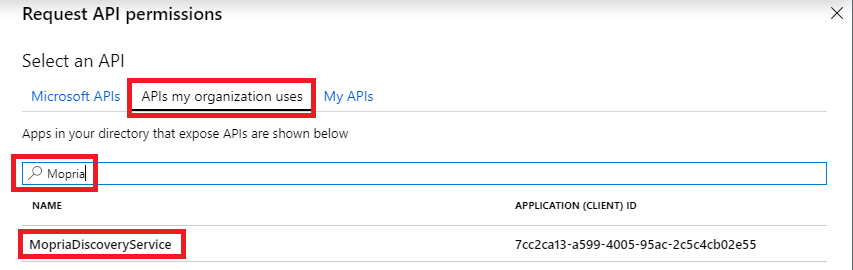 Request API permissions
Select an API
Microsoft APIs APIs my organization uses My APIs
Apps in your directory that expose APIs are shown below
Mopria
NAME APPLICATION (CLIENT) ID
MopriaDiscoveryService 7cc2ca13-a599-4005-95ac-2c5c4cb02e55